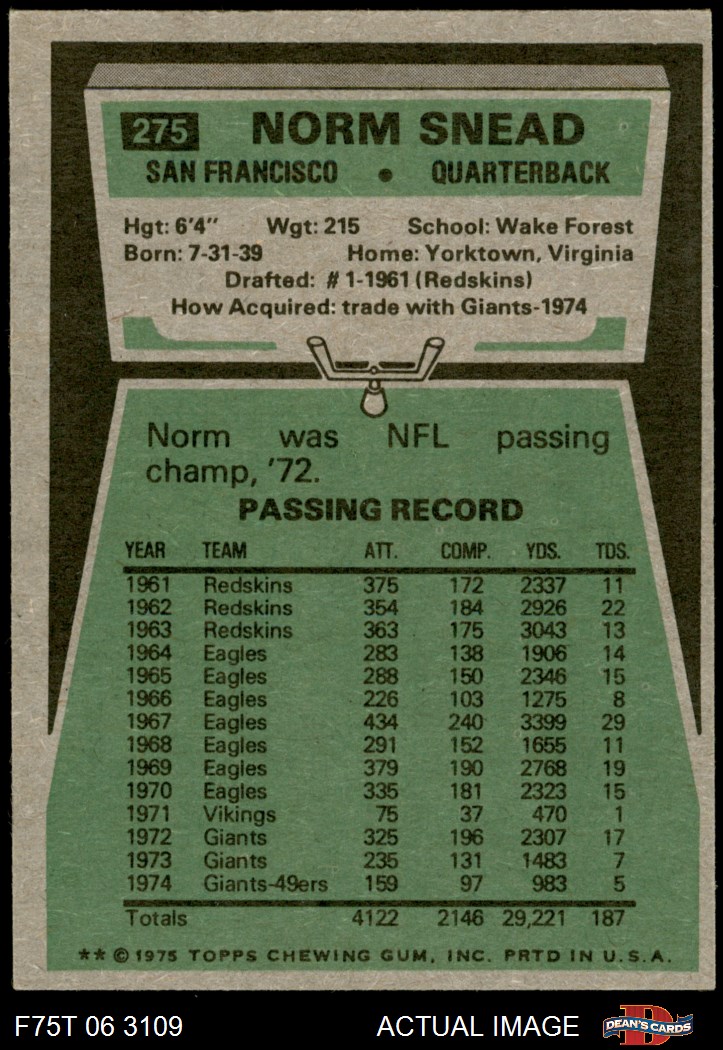 275 NORM SNEAD
SAN FRANCISCO • QUARTERBACK
Hgt: 6'4" Wgt: 215 School: Wake Forest
Born: 7-31-39 Home: Yorktown, Virginia
Drafted: #1-1961 (Redskins)
How Acquired: trade with Giants-1974
Norm was NFL passing
champ, '72.
PASSING RECORD
YEAR TEAM ATT. COMP. YDS. TDS.
1961 Redskins 375 172 2337 11
1962 Redskins 354 184 2926 22
1963 Redskins 363 175 3043 13
1964 Eagles 283 138 1906 14
1965 Eagles 288 150 2346 15
1966 Eagles 226 103 1275 8
1967 Eagles 434 240 3399 29
1968 Eagles 291 152 1655 11
1969 Eagles 379 190 2768 19
1970 Eagles 335 181 2323 15
1971 Vikings 75 37 470 1
1972 Giants 325 196 2307 17
1973 Giants 235 131 1483 7
1974 Giants-49ers 159 97 983 5
Totals 4122 2146 29,221 187
** © 1975 TOPPS CHEWING GUM, INC. PRTD IN U.S.A.
F75T 06 3109 ACTUAL IMAGE D DEAN'S CARDS